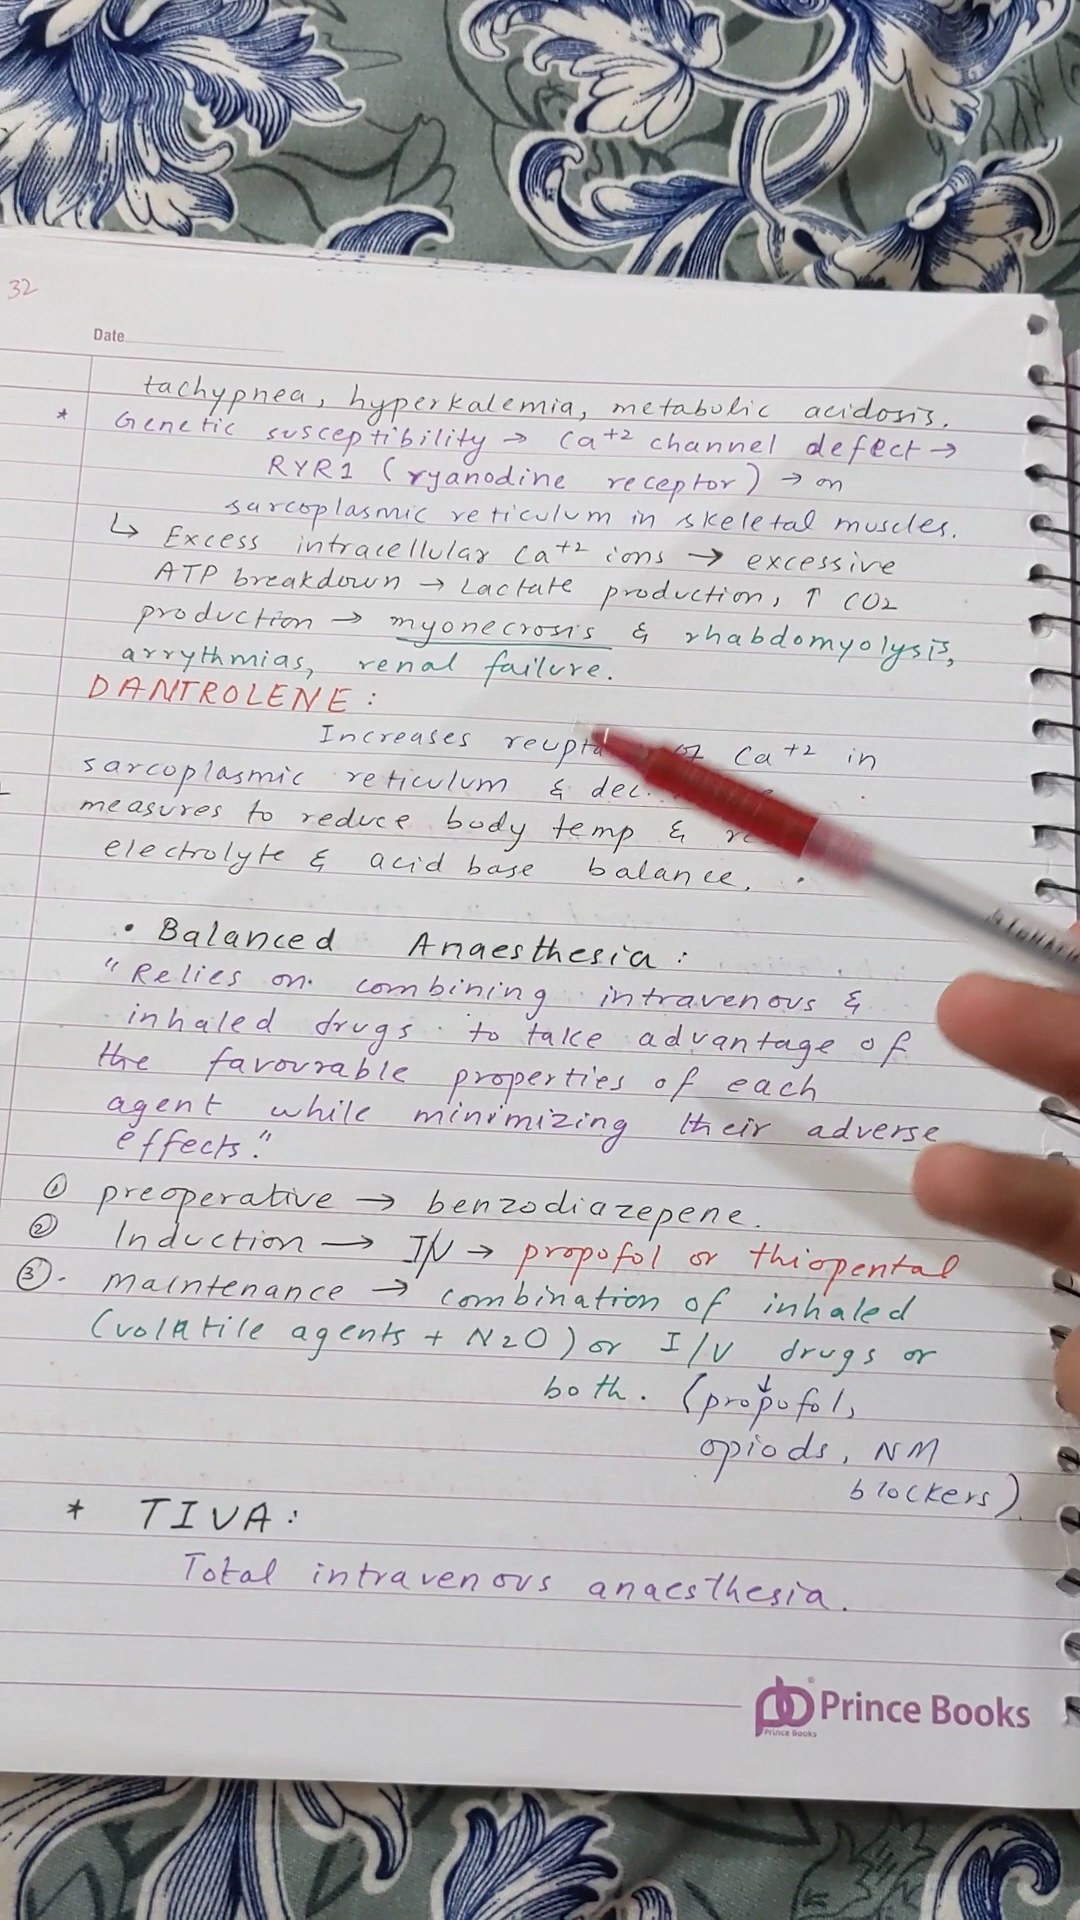 32
Date
tachypnea, hyperkalemia, metabolic acidosis.
* Genetic susceptibility → Ca+2 channel defect →
RYR1 (ryanodine receptor) → on
sarcoplasmic reticulum in skeletal muscles.
↳ Excess intracellular Ca+2 ions → excessive
ATP breakdown → Lactate production, ↑ CO2
production → myonecrosis & rhabdomyolysis,
arrythmias, renal failure.
DANTROLENE :
Increases Ca+2 in
sarcoplasmic reticulum &
measures to reduce body temp &
electrolyte & acid base balance.
• Balanced Anaesthesia :
"Relies on combining intravenous &
inhaled drugs to take advantage of
the favourable properties of each
agent while minimizing their adverse
effects."
① preoperative → benzodiazepene.
② Induction → I/V → propofol or thiopental
③. maintenance → combination of inhaled
(volatile agents + N2O) or I/V drugs or
both. (propofol,
opiods, NM
blockers)
* TIVA :
Total intravenous anaesthesia.
Prince Books
Prince Books